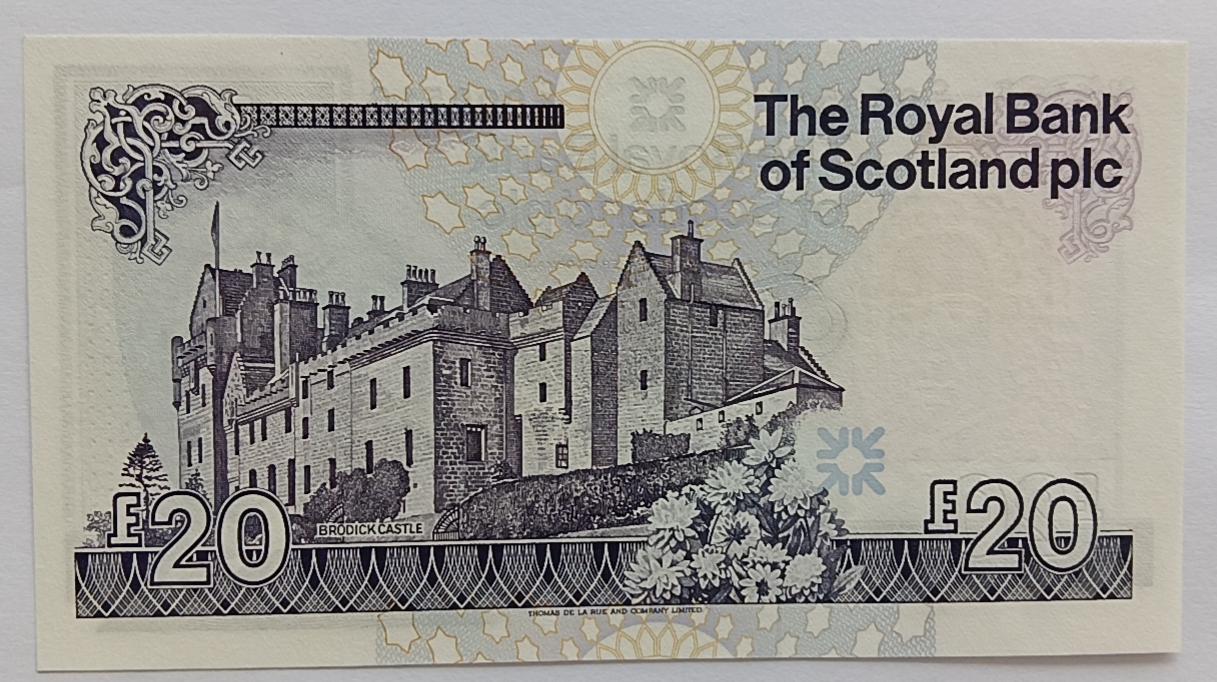 The Royal Bank
of Scotland plc
BRODICK CASTLE
£20
£20
THOMAS DE LA RUE AND COMPANY LIMITED